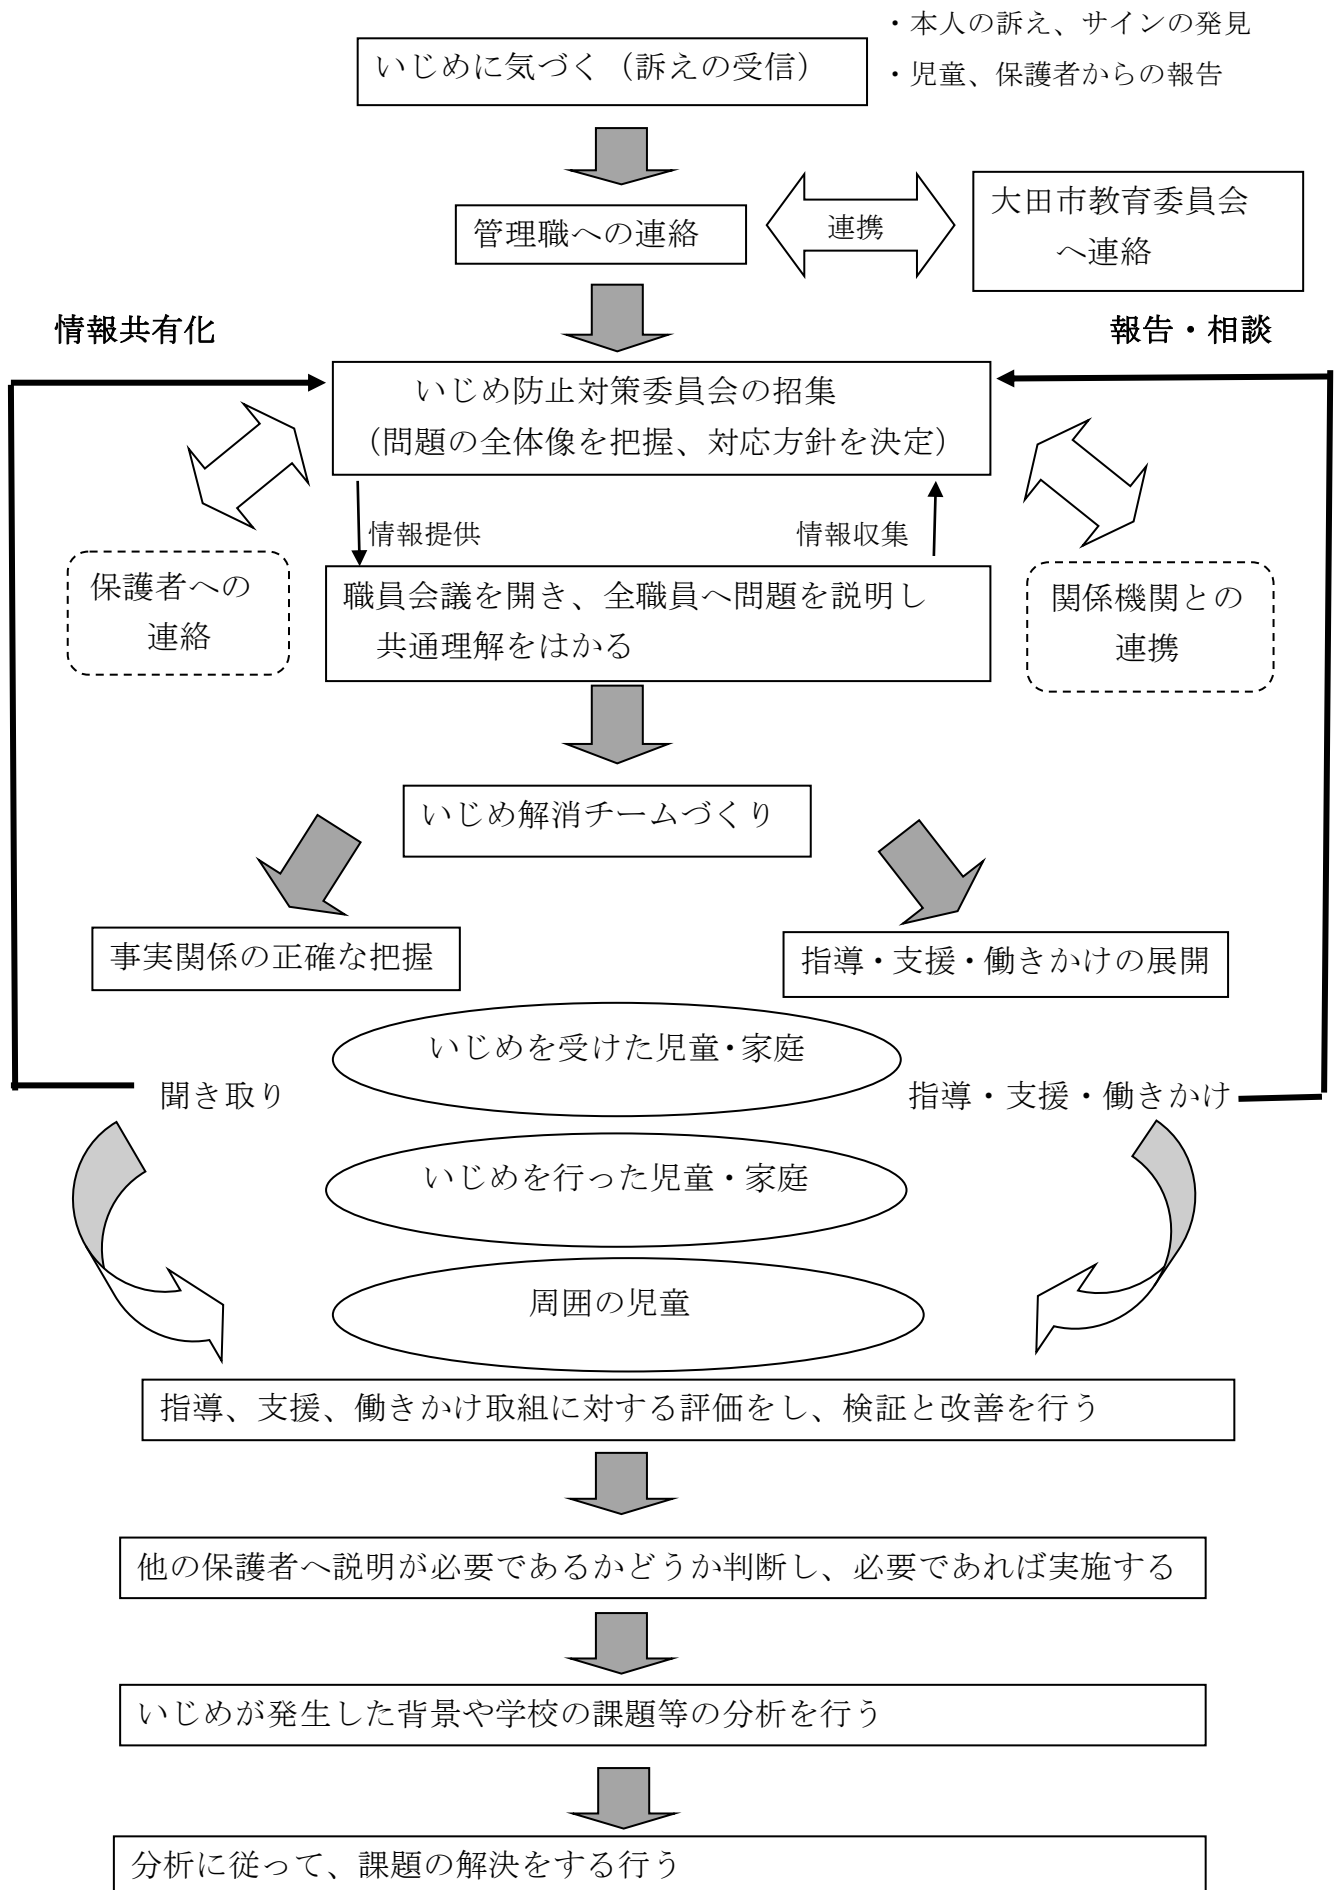 ・本人の訴え、サインの発見
いじめに気づく（訴えの受信）
・児童、保護者からの報告
管理職への連絡
連携
大田市教育委員会
へ連絡
情報共有化
報告・相談
いじめ防止対策委員会の招集
（問題の全体像を把握、対応方針を決定）
情報提供
情報収集
保護者への
連絡
職員会議を開き、全職員へ問題を説明し
共通理解をはかる
関係機関との
連携
いじめ解消チームづくり
事実関係の正確な把握
指導・支援・働きかけの展開
いじめを受けた児童・家庭
聞き取り
指導・支援・働きかけ
いじめを行った児童・家庭
周囲の児童
指導、支援、働きかけ取組に対する評価をし、検証と改善を行う
他の保護者へ説明が必要であるかどうか判断し、必要であれば実施する
いじめが発生した背景や学校の課題等の分析を行う
分析に従って、課題の解決をする行う